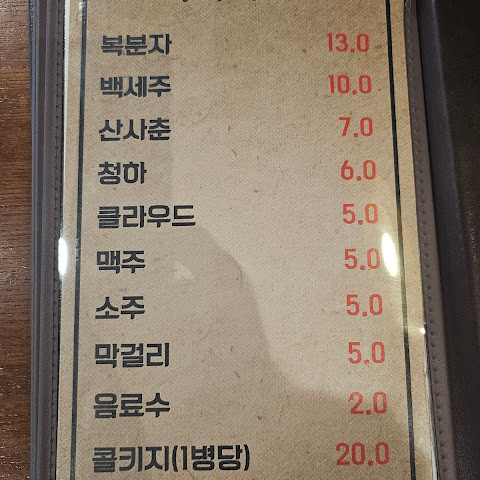 복분자 13.0
백세주 10.0
산사춘 7.0
청하 6.0
클라우드 5.0
맥주 5.0
소주 5.0
막걸리 5.0
음료수 2.0
콜키지(1병당) 20.0